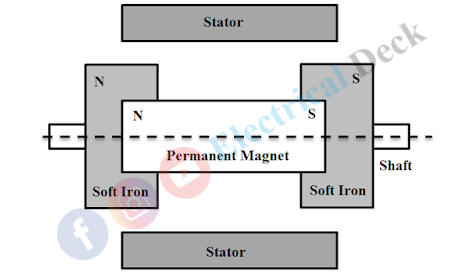 Stator
N
S
N
S
Permanent Magnet
Shaft
Soft Iron
Soft Iron
Stator
Electrical Deck